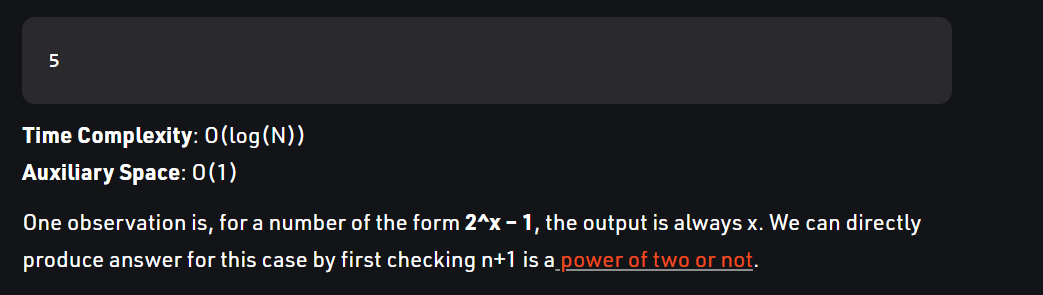 5
Time Complexity: O(log(N))
Auxiliary Space: O(1)
One observation is, for a number of the form 2^x – 1, the output is always x. We can directly
produce answer for this case by first checking n+1 is a power of two or not.